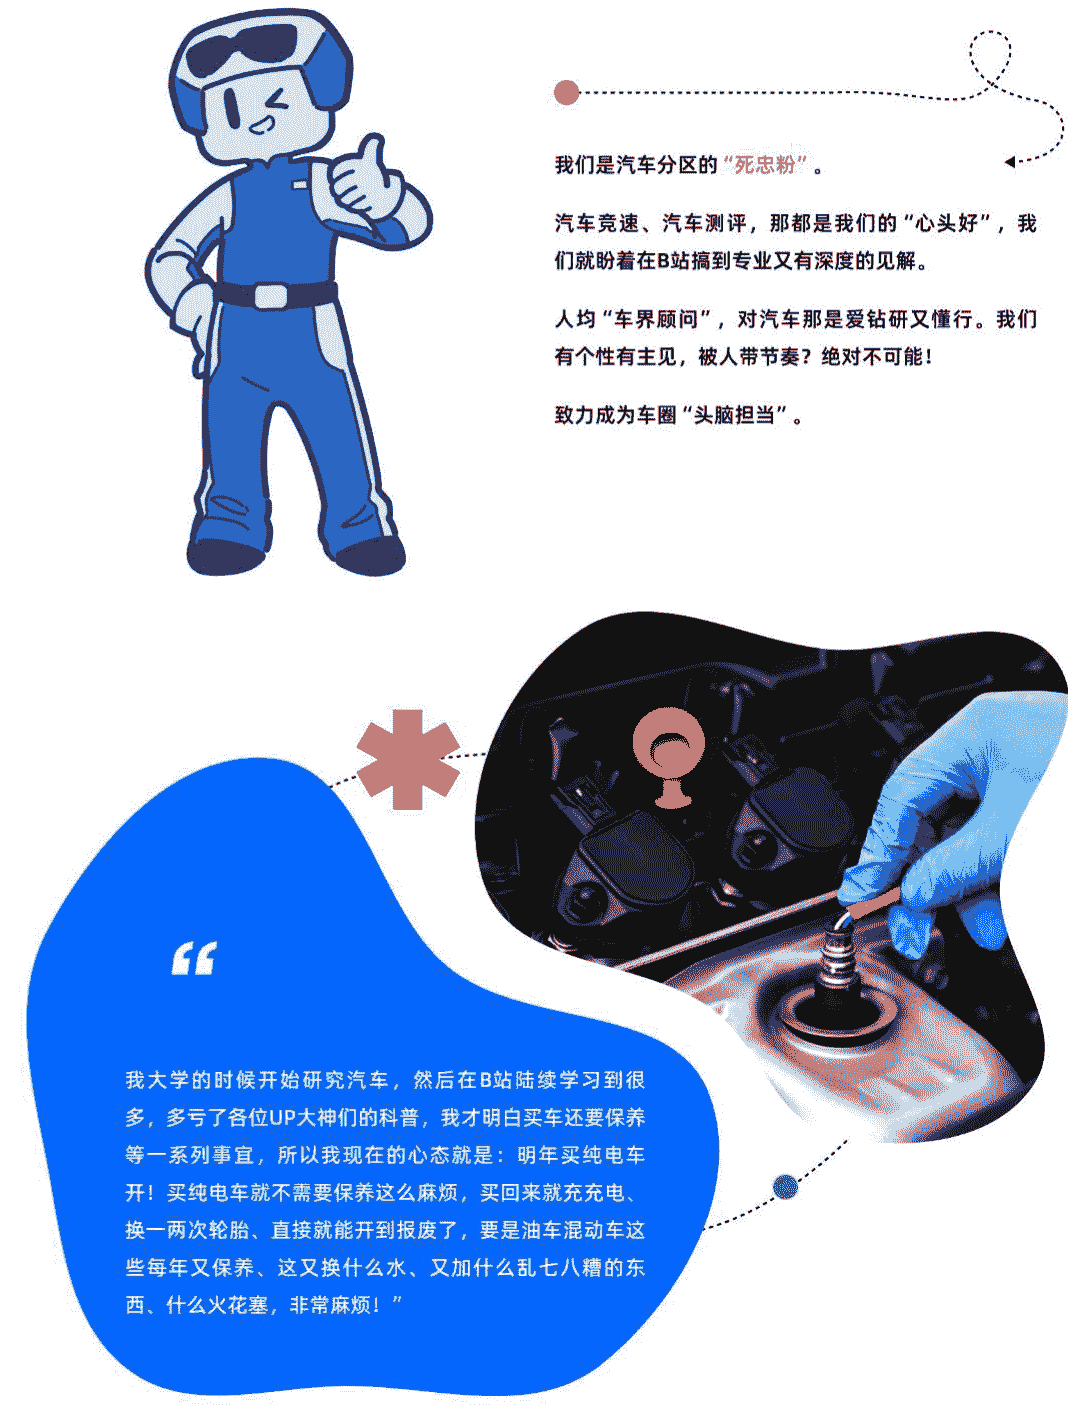 我们是汽车分区的“死忠粉”。
汽车竞速、汽车测评，那都是我们的“心头好”，我
们就盼着在B站搞到专业又有深度的见解。
人均“车界顾问”，对汽车那是爱钻研又懂行。我们
有个性有主见，被人带节奏？绝对不可能！
致力成为车圈“头脑担当”。
“
我大学的时候开始研究汽车，然后在B站陆续学习到很
多，多亏了各位UP大神们的科普，我才明白买车还要保养
等一系列事宜，所以我现在的心态就是：明年买纯电车
开！买纯电车就不需要保养这么麻烦，买回来就充充电、
换一两次轮胎、直接就能开到报废了，要是油车混动车这
些每年又保养、这又换什么水、又加什么乱七八糟的东
西、什么火花塞，非常麻烦！”